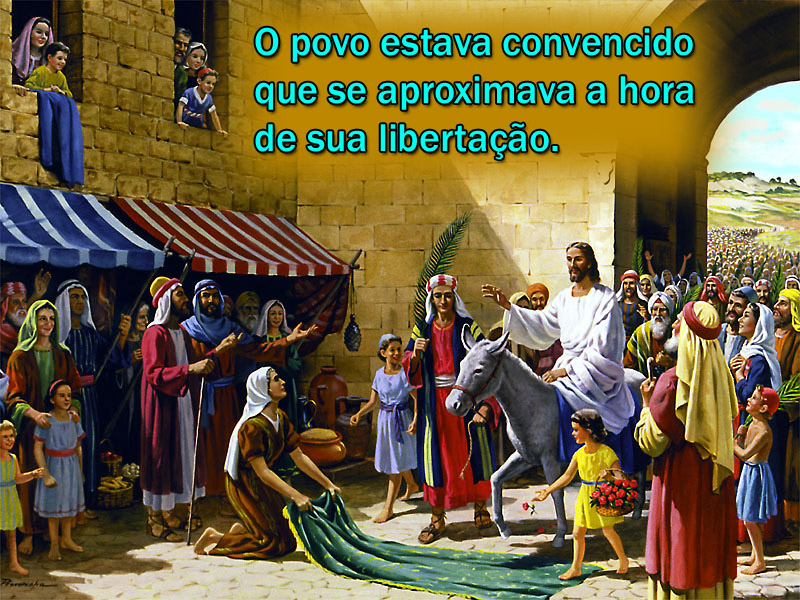 O povo estava convencido
que se aproximava a hora
de sua libertação.